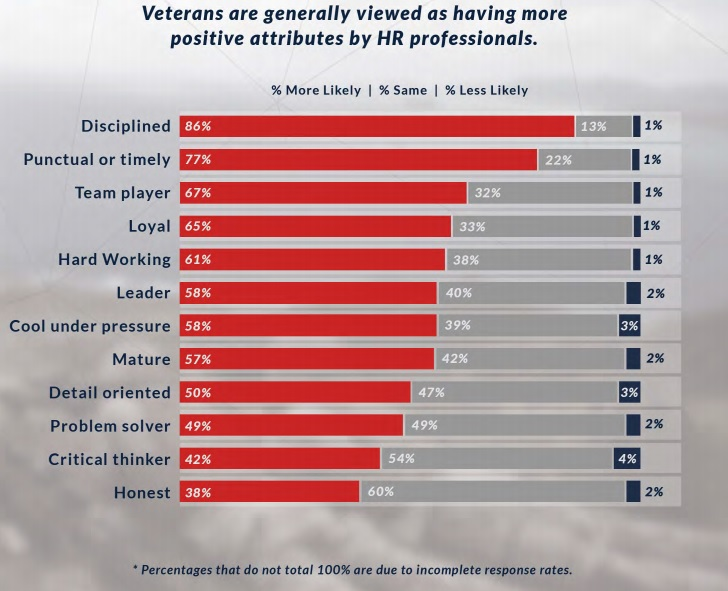 Veterans are generally viewed as having more
positive attributes by HR professionals.
% More Likely | % Same | % Less Likely
Disciplined 86% 13% 1%
Punctual or timely 77% 22% 1%
Team player 67% 32% 1%
Loyal 65% 33% 1%
Hard Working 61% 38% 1%
Leader 58% 40% 2%
Cool under pressure 58% 39% 3%
Mature 57% 42% 2%
Detail oriented 50% 47% 3%
Problem solver 49% 49% 2%
Critical thinker 42% 54% 4%
Honest 38% 60% 2%
* Percentages that do not total 100% are due to incomplete response rates.